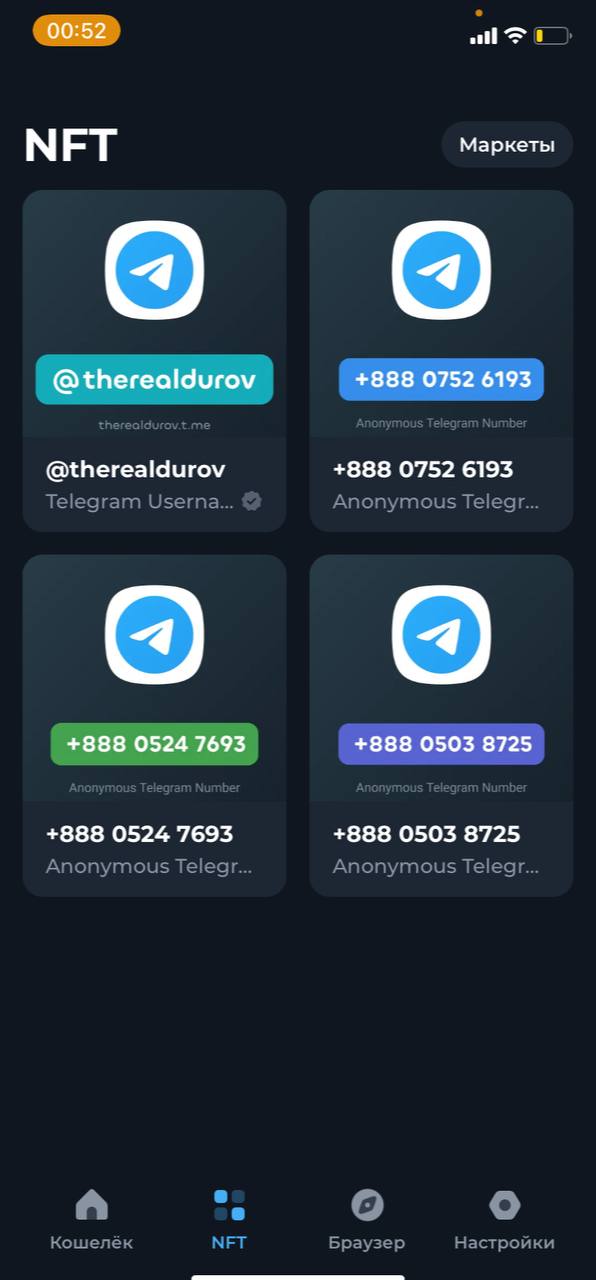 00:52
NFT
Маркеты
@therealdurov
therealdurov.t.me
@therealdurov
Telegram Userna...
+888 0752 6193
Anonymous Telegram Number
+888 0752 6193
Anonymous Telegr...
+888 0524 7693
Anonymous Telegram Number
+888 0524 7693
Anonymous Telegr...
+888 0503 8725
Anonymous Telegram Number
+888 0503 8725
Anonymous Telegr...
Кошелёк
NFT
Браузер
Настройки